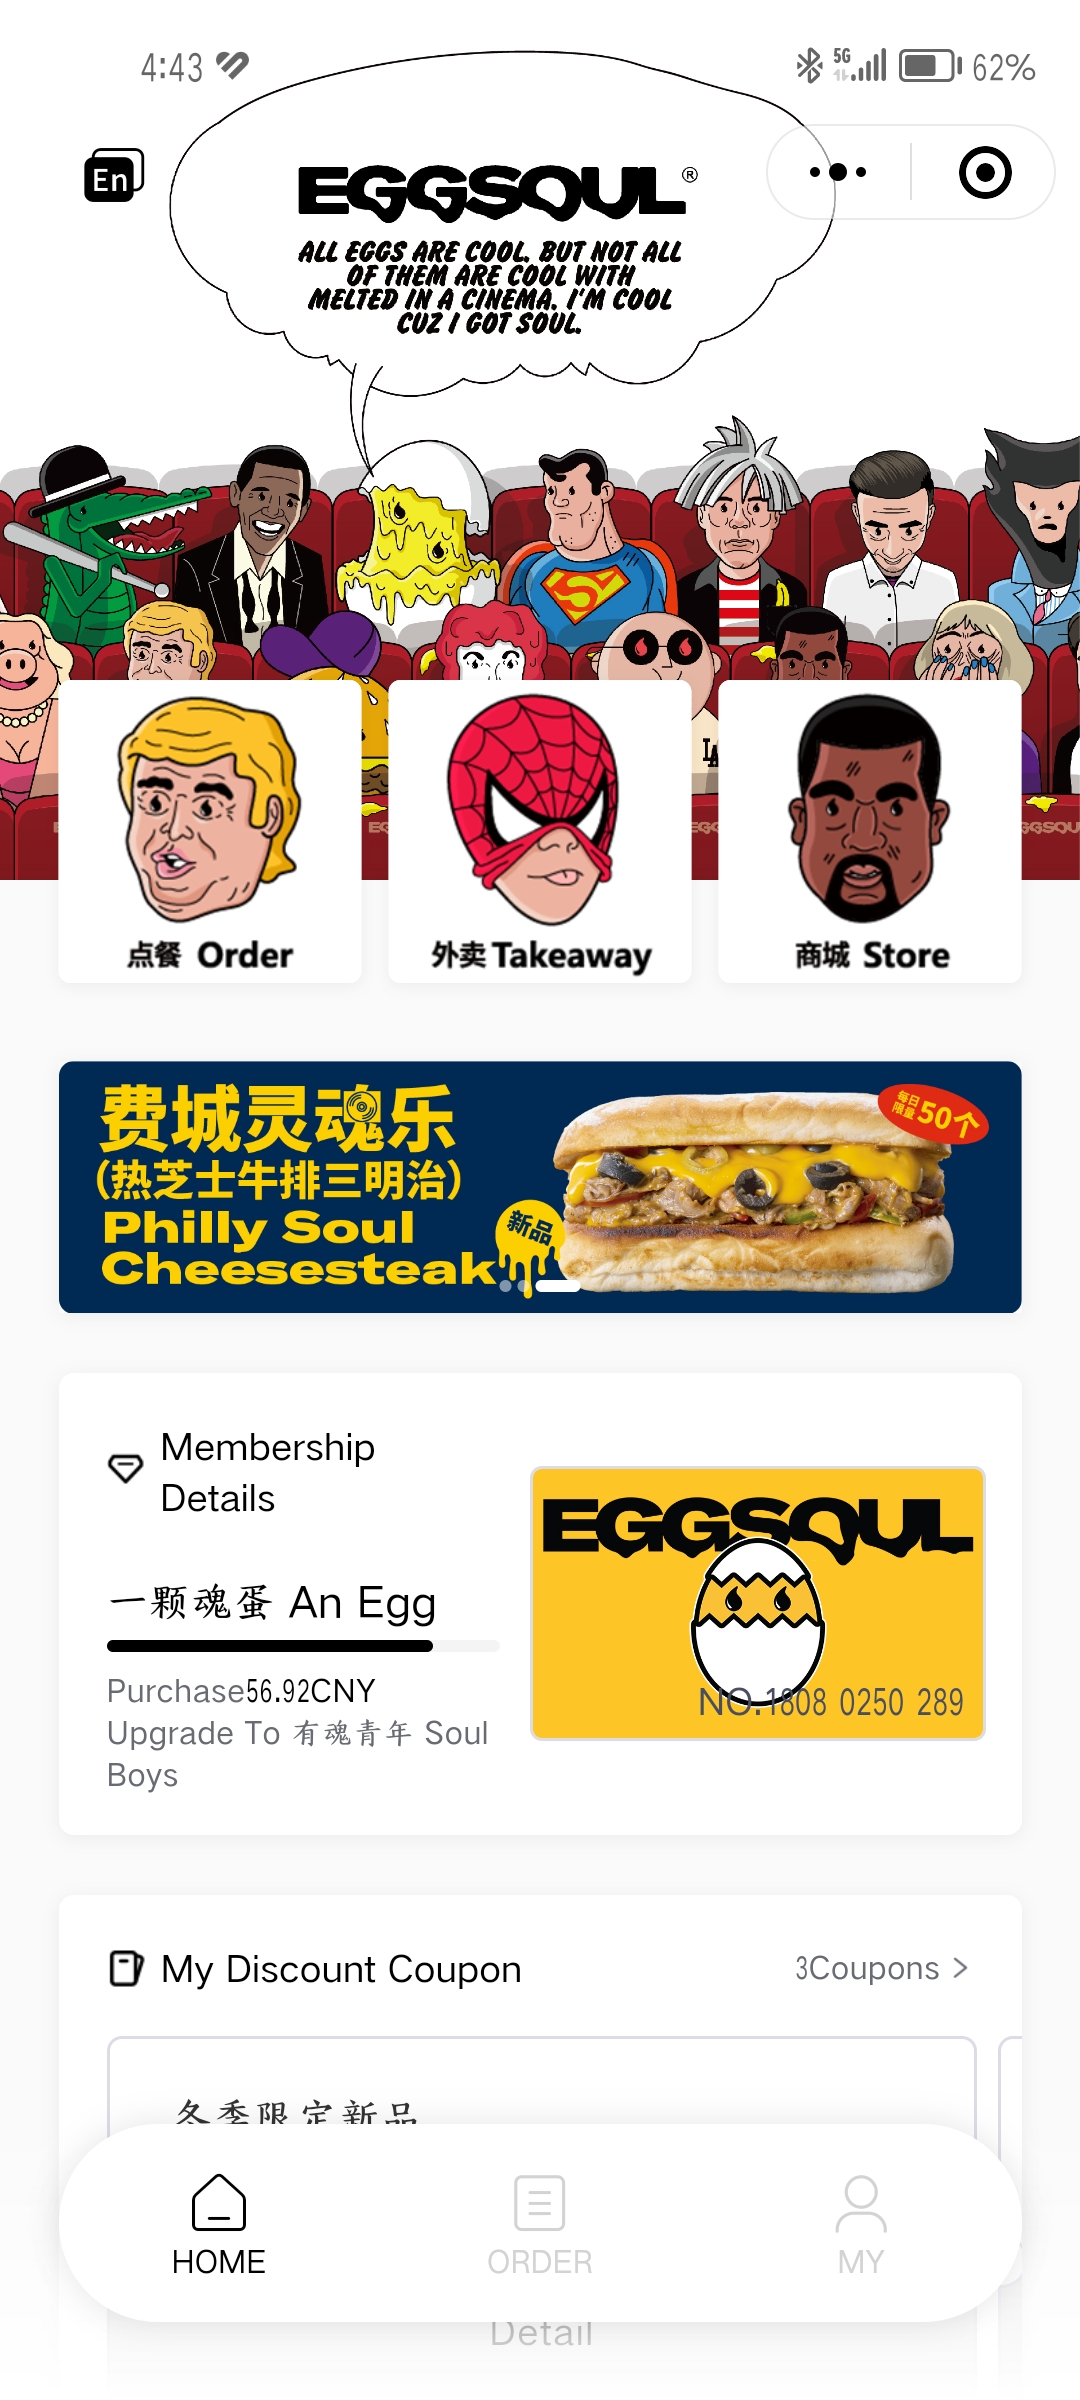 4:43
5G
62%
En
EGGSOUL®
ALL EGGS ARE COOL. BUT NOT ALL
OF THEM ARE COOL WITH
MELTED IN A CINEMA. I'M COOL
CUZ I GOT SOUL.
点餐 Order
外卖 Takeaway
商城 Store
费城灵魂乐
(热芝士牛排三明治)
Philly Soul
Cheesesteak
新品
每日
限量 50个
Membership
Details
一颗魂蛋 An Egg
Purchase56.92CNY
Upgrade To 有魂青年 Soul
Boys
EGGSOUL
NO.1808 0250 289
My Discount Coupon
3Coupons >
冬季限定新品
HOME
ORDER
MY
Detail